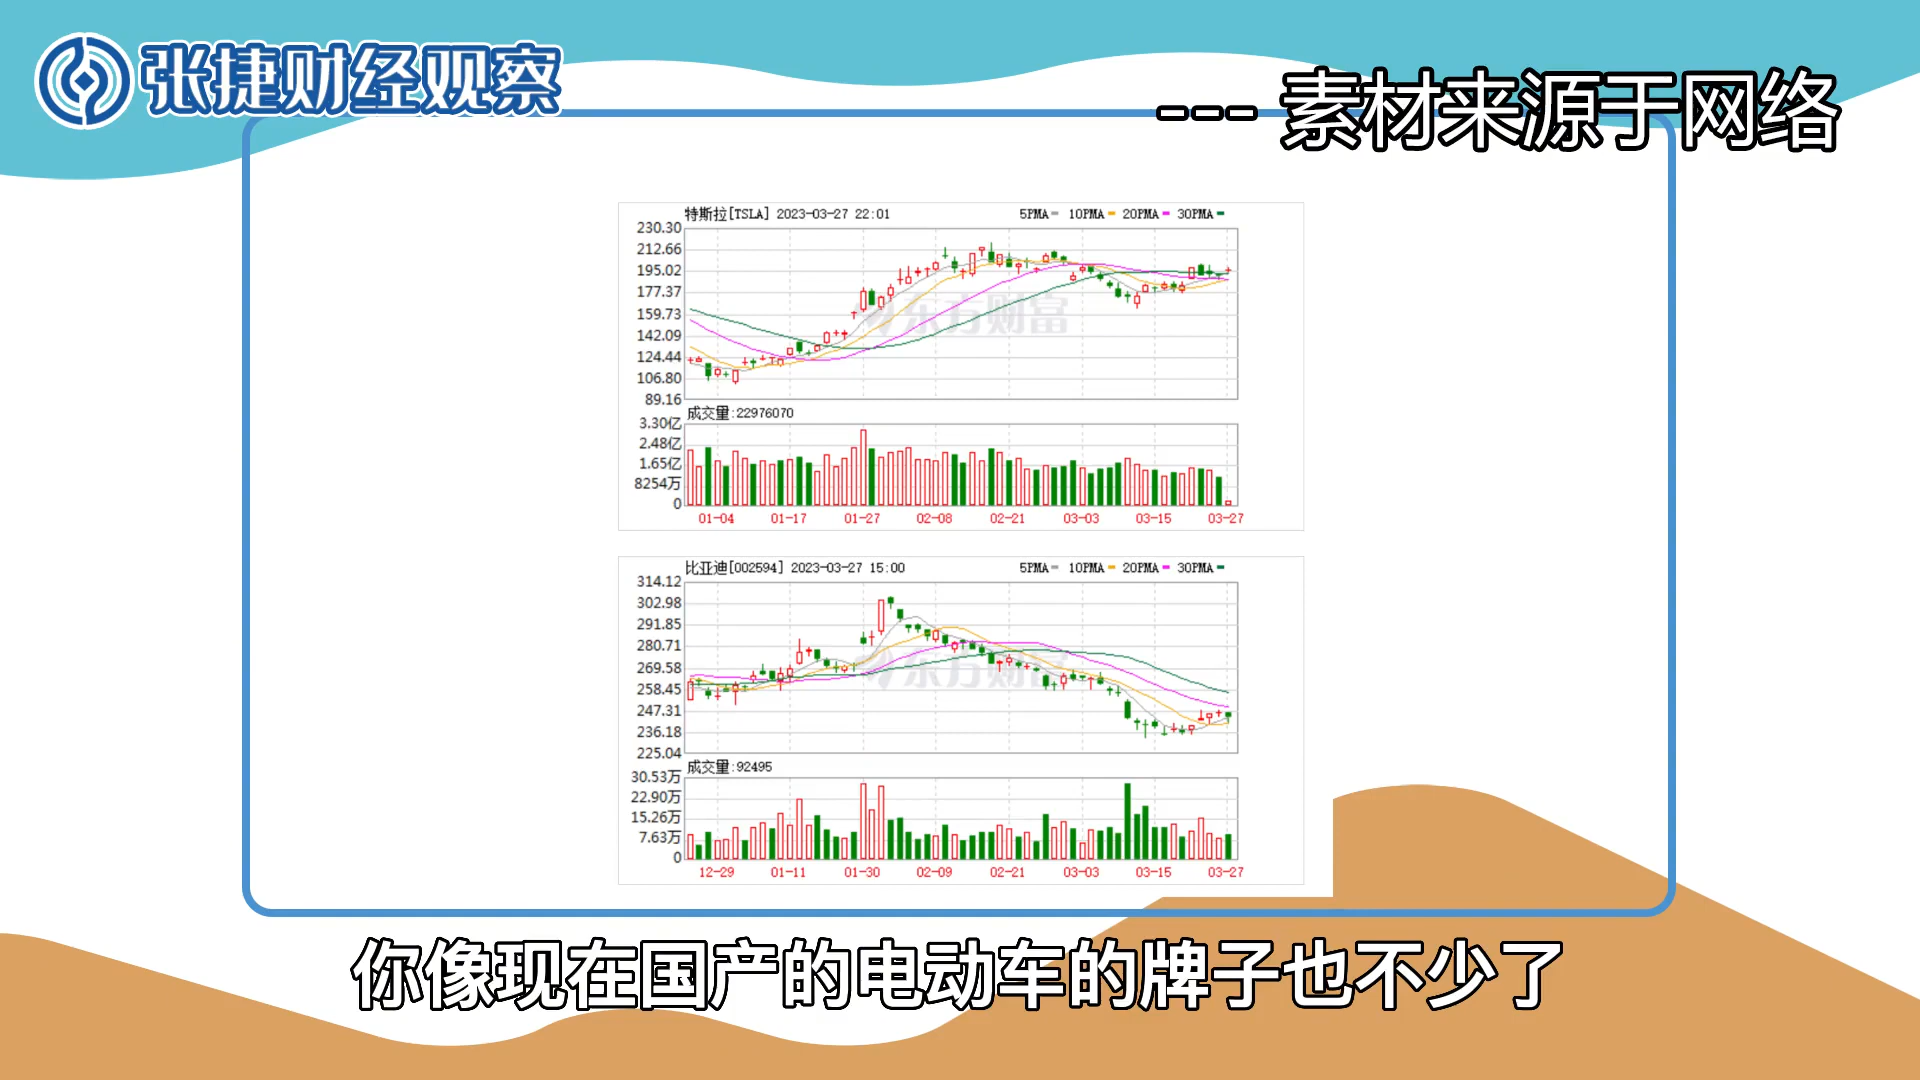 张捷财经观察
--- 素材来源于网络
特斯拉[TSLA] 2023-03-27 22:01 5PMA 10PMA 20PMA 30PMA
230.30
212.66
195.02
177.37
159.73
142.09
124.44
106.80
89.16
东方财富
成交量:22976070
3.30亿
2.48亿
1.65亿
8254万
0
01-04 01-17 01-27 02-08 02-21 03-03 03-15 03-27
比亚迪[002594] 2023-03-27 15:00 5PMA 10PMA 20PMA 30PMA
314.12
302.98
291.85
280.71
269.58
258.45
247.31
236.18
225.04
东方财富
成交量:92495
30.53万
22.90万
15.26万
7.63万
0
12-29 01-11 01-30 02-09 02-21 03-03 03-15 03-27
你像现在国产的电动车的牌子也不少了